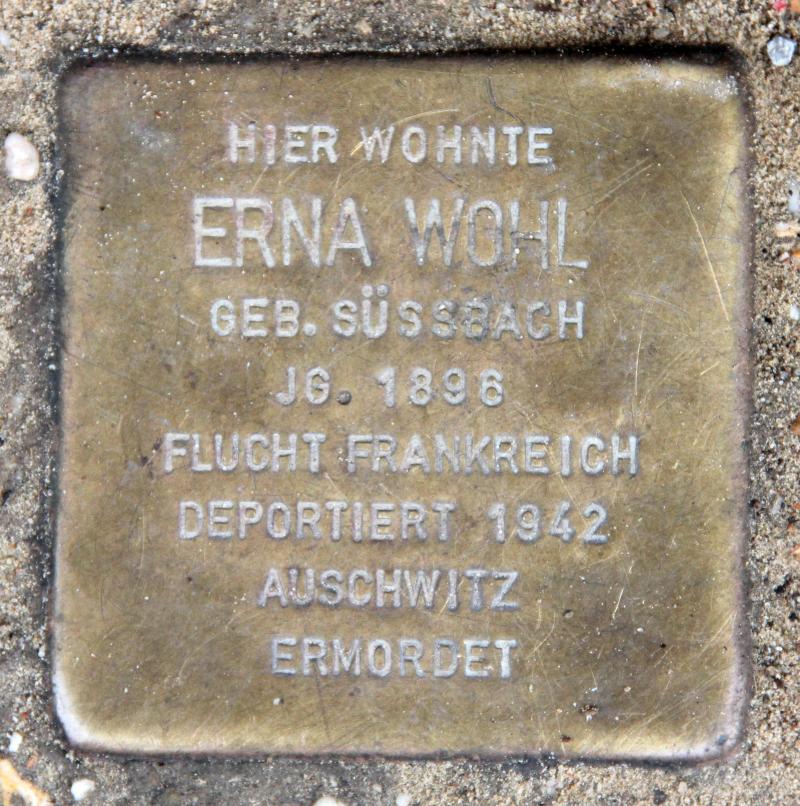 HIER WOHNTE
ERNA WOHL
GEB. SÜSSBACH
JG. 1896
FLUCHT FRANKREICH
DEPORTIERT 1942
AUSCHWITZ
ERMORDET